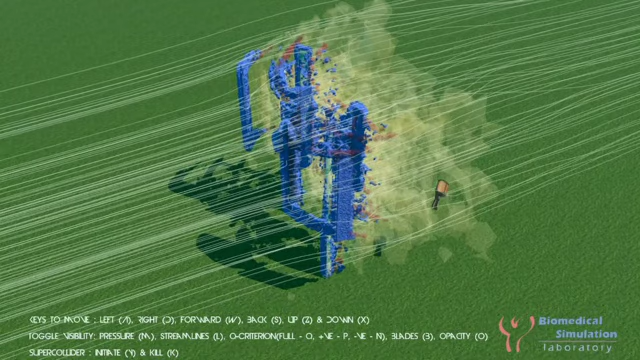 KEYS TO MOVE : LEFT (A), RIGHT (D), FORWARD (W), BACK (S), UP (Z) & DOWN (X)
TOGGLE VISIBILITY: PRESSURE (M), STREAMLINES (L), Q-CRITERION(FULL - O, +VE - P, -VE - N), BLADES (3), OPACITY (O)
SUPERCOLLIDER : INITIATE (Y) & KILL (K)
Biomedical
Simulation
laboratory